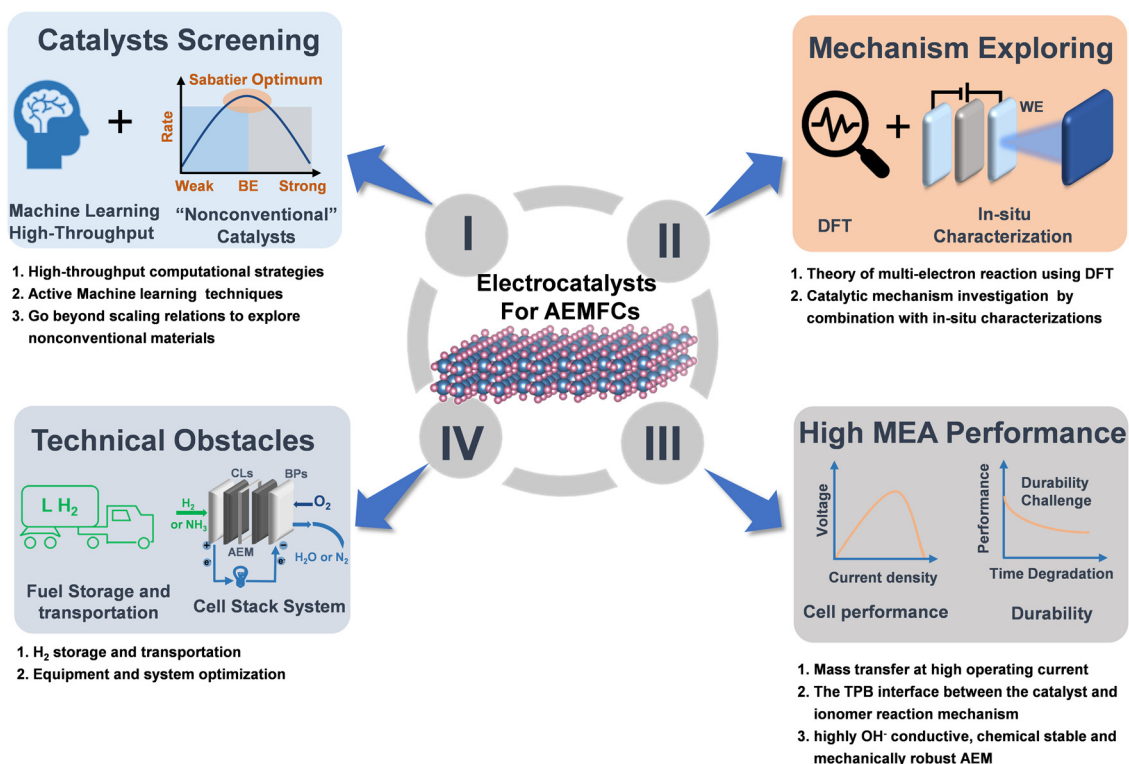 Catalysts Screening
Sabatier Optimum
Rate
Weak BE Strong
Machine Learning
High-Throughput
“Nonconventional”
Catalysts
1. High-throughput computational strategies
2. Active Machine learning techniques
3. Go beyond scaling relations to explore
nonconventional materials
Mechanism Exploring
WE
DFT
In-situ
Characterization
1. Theory of multi-electron reaction using DFT
2. Catalytic mechanism investigation by
combination with in-situ characterizations
I
II
Electrocatalysts
For AEMFCs
IV
III
Technical Obstacles
L H₂
CLs
BPs
H₂
or NH₃
O₂
AEM
+
−
e⁻
e⁻
H₂O or N₂
Fuel Storage and
transportation
Cell Stack System
1. H₂ storage and transportation
2. Equipment and system optimization
High MEA Performance
Voltage
Current density
Cell performance
Performance
Durability
Challenge
Time Degradation
Durability
1. Mass transfer at high operating current
2. The TPB interface between the catalyst and
ionomer reaction mechanism
3. highly OH⁻ conductive, chemical stable and
mechanically robust AEM